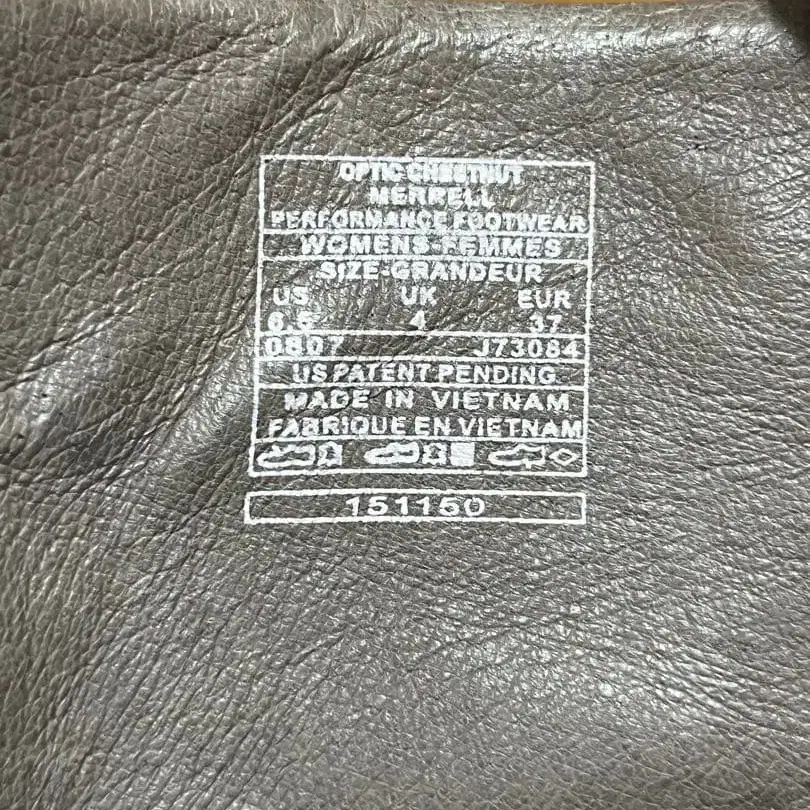 OPTIC CHESTNUT
MERRELL
PERFORMANCE FOOTWEAR
WOMENS-FEMMES
SIZE-GRANDEUR
US UK EUR
6.5 4 37
0807 J73084
US PATENT PENDING
MADE IN VIETNAM
FABRIQUE EN VIETNAM
151150